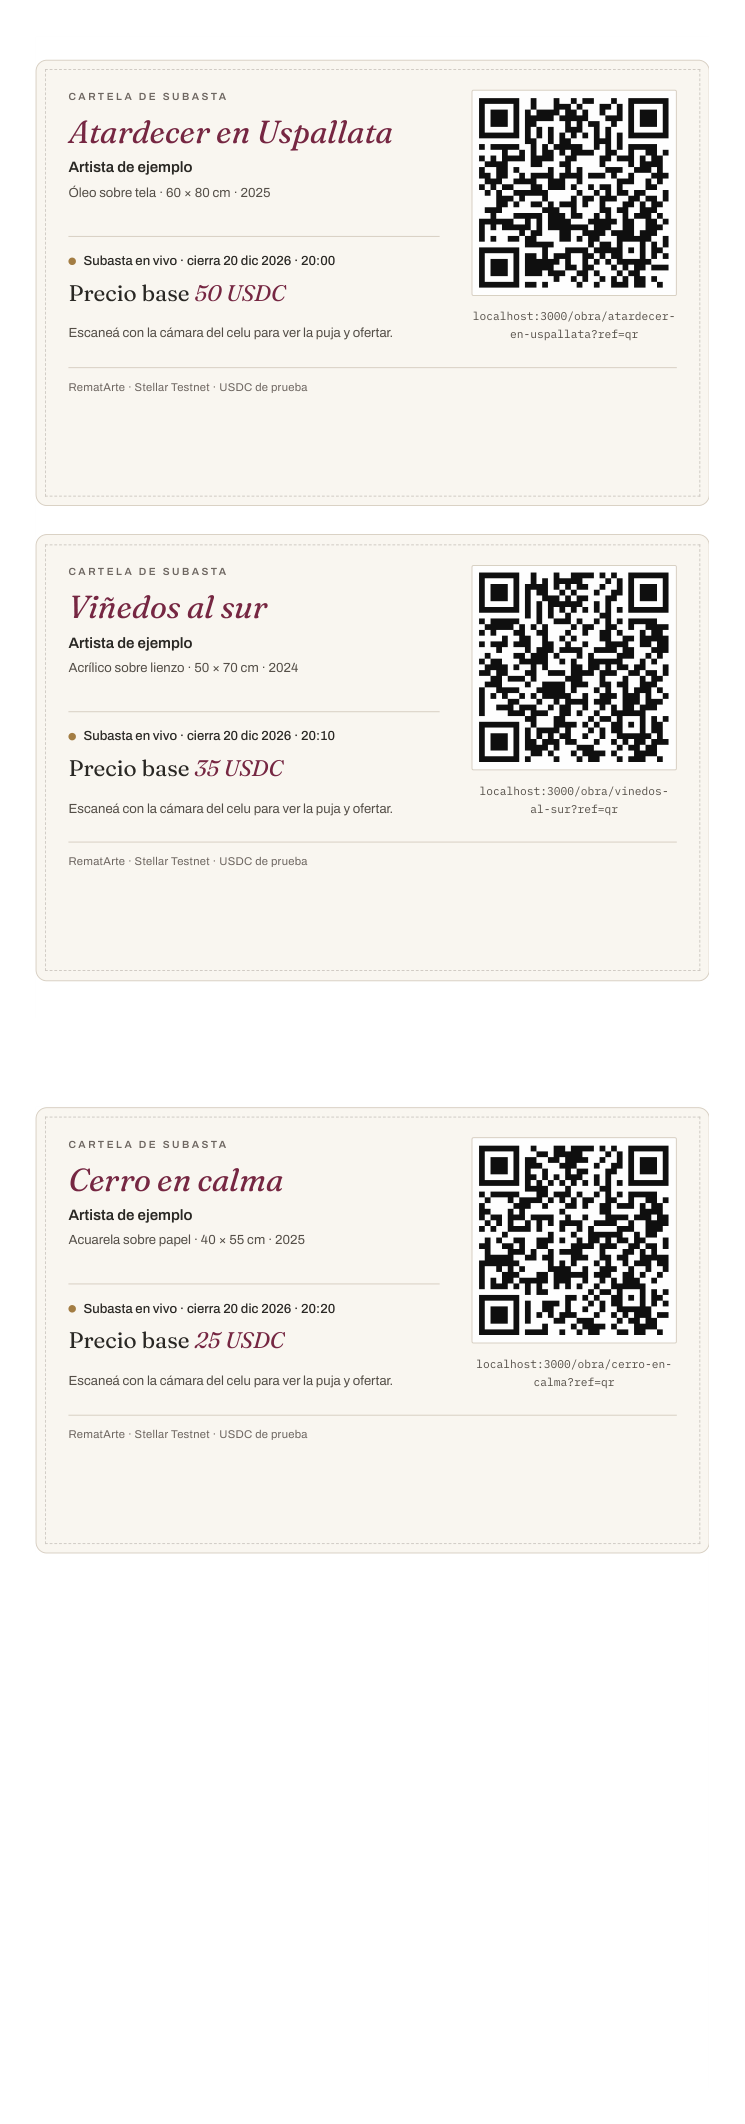 CARTELA DE SUBASTA
Atardecer en Uspallata
Artista de ejemplo
Óleo sobre tela · 60 × 80 cm · 2025
Subasta en vivo · cierra 20 dic 2026 · 20:00
Precio base 50 USDC
Escaneá con la cámara del celu para ver la puja y ofertar.
localhost:3000/obra/atardecer-
en-uspallata?ref=qr
RematArte · Stellar Testnet · USDC de prueba
CARTELA DE SUBASTA
Viñedos al sur
Artista de ejemplo
Acrílico sobre lienzo · 50 × 70 cm · 2024
Subasta en vivo · cierra 20 dic 2026 · 20:10
Precio base 35 USDC
Escaneá con la cámara del celu para ver la puja y ofertar.
localhost:3000/obra/vinedos-
al-sur?ref=qr
RematArte · Stellar Testnet · USDC de prueba
CARTELA DE SUBASTA
Cerro en calma
Artista de ejemplo
Acuarela sobre papel · 40 × 55 cm · 2025
Subasta en vivo · cierra 20 dic 2026 · 20:20
Precio base 25 USDC
Escaneá con la cámara del celu para ver la puja y ofertar.
localhost:3000/obra/cerro-en-
calma?ref=qr
RematArte · Stellar Testnet · USDC de prueba